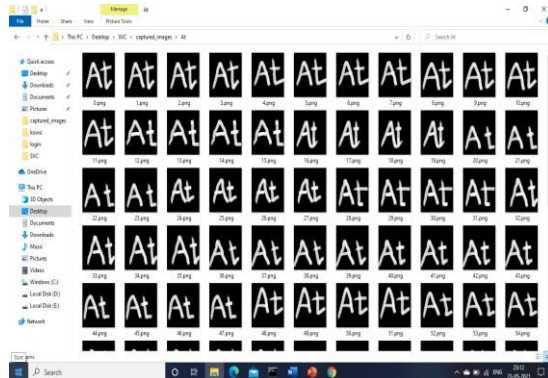 Manage At
File Home Share View Picture Tools
This PC > Desktop > SVC > captured_images > At
Search At
Quick access
Desktop
Downloads
Documents
Pictures
captured_images
login
SVC
OneDrive
This PC
3D Objects
Desktop
Documents
Downloads
Music
Pictures
Videos
Windows (C:)
Local Disk (D:)
Local Disk (E:)
Network
At At At At At At At At At At At
0.png 1.png 2.png 3.png 4.png 5.png 6.png 7.png 8.png 9.png 10.png
At At At At At At At At At At At
11.png 12.png 13.png 14.png 15.png 16.png 17.png 18.png 19.png 20.png 21.png
At At At At At At At At At At At
22.png 23.png 24.png 25.png 26.png 27.png 28.png 29.png 30.png 31.png 32.png
At At At At At At At At At At At
33.png 34.png 35.png 36.png 37.png 38.png 39.png 40.png 41.png 42.png 43.png
At At At At At At At At At At At
44.png 45.png 46.png 47.png 48.png 49.png 50.png 51.png 52.png 53.png 54.png
Start
Search
ENG
23:12